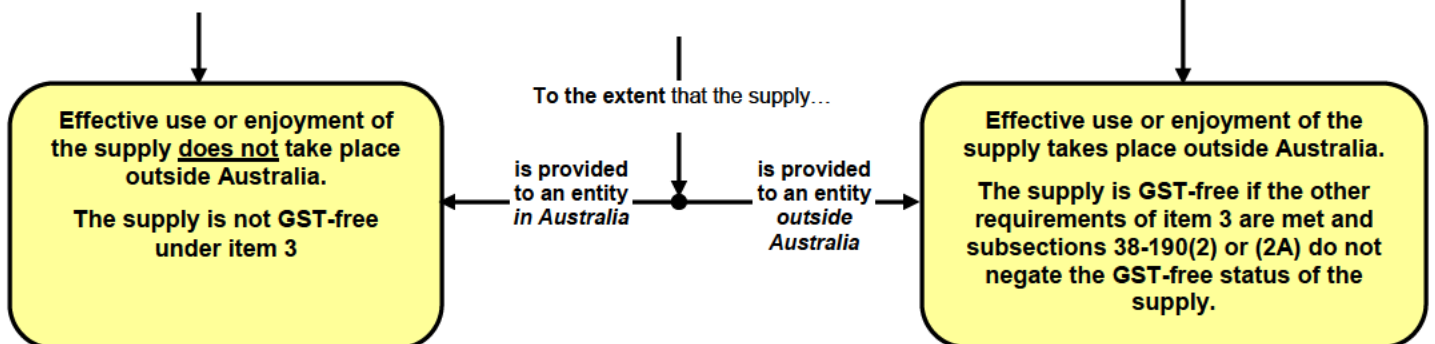 To the extent that the supply…
Effective use or enjoyment of
the supply does not take place
outside Australia.
The supply is not GST-free
under item 3
is provided
to an entity
in Australia
is provided
to an entity
outside
Australia
Effective use or enjoyment of the
supply takes place outside Australia.
The supply is GST-free if the other
requirements of item 3 are met and
subsections 38-190(2) or (2A) do not
negate the GST-free status of the
supply.